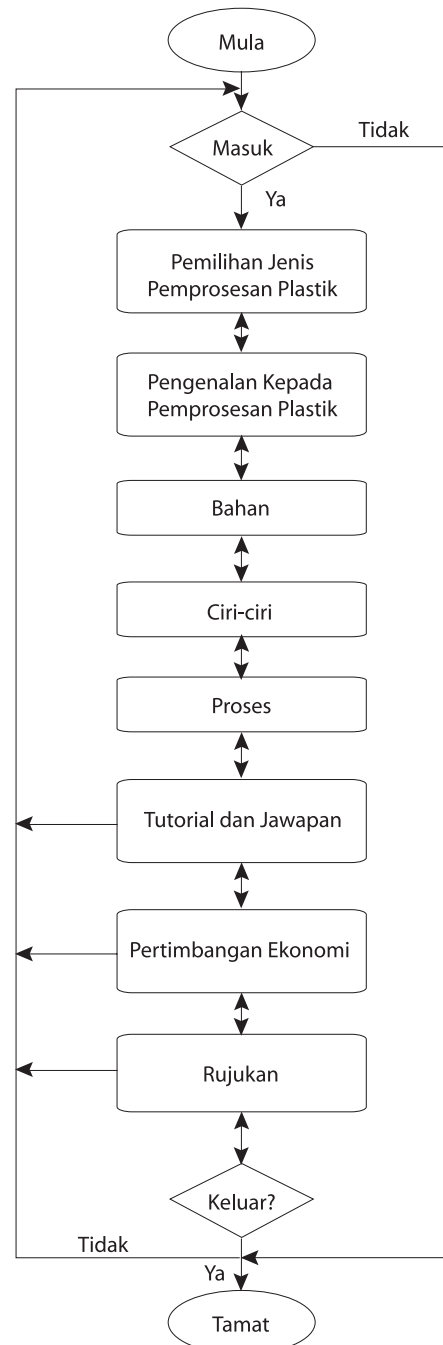 Mula
Masuk
Tidak
Ya
Pemilihan Jenis
Pemprosesan Plastik
Pengenalan Kepada
Pemprosesan Plastik
Bahan
Ciri-ciri
Proses
Tutorial dan Jawapan
Pertimbangan Ekonomi
Rujukan
Keluar?
Tidak
Ya
Tamat